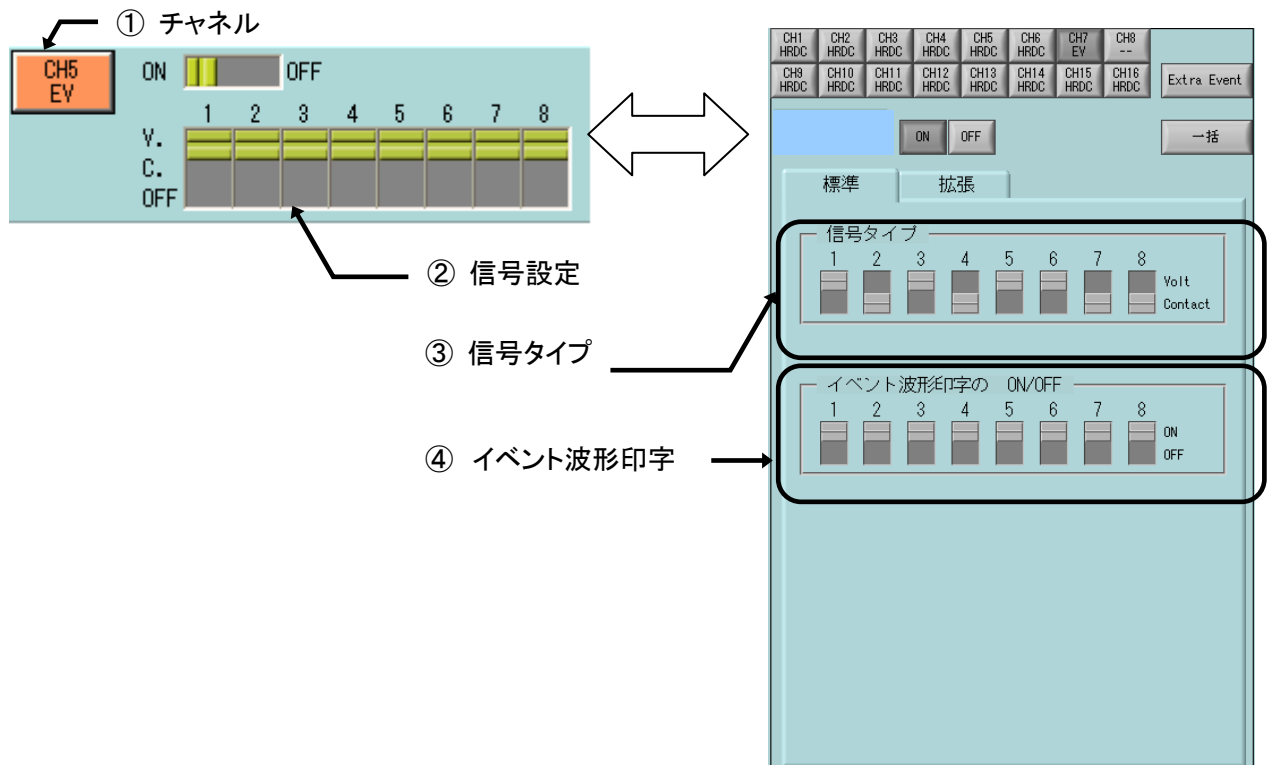 ① チャネル
CH5
EV
ON OFF
1 2 3 4 5 6 7 8
V.
C.
OFF
② 信号設定
③ 信号タイプ
④ イベント波形印字
CH1 CH2 CH3 CH4 CH5 CH6 CH7 CH8
HRDC HRDC HRDC HRDC HRDC HRDC EV --
CH9 CH10 CH11 CH12 CH13 CH14 CH15 CH16
HRDC HRDC HRDC HRDC HRDC HRDC HRDC HRDC
Extra Event
ON OFF 一括
標準 拡張
信号タイプ
1 2 3 4 5 6 7 8
Volt
Contact
イベント波形印字の ON/OFF
1 2 3 4 5 6 7 8
ON
OFF